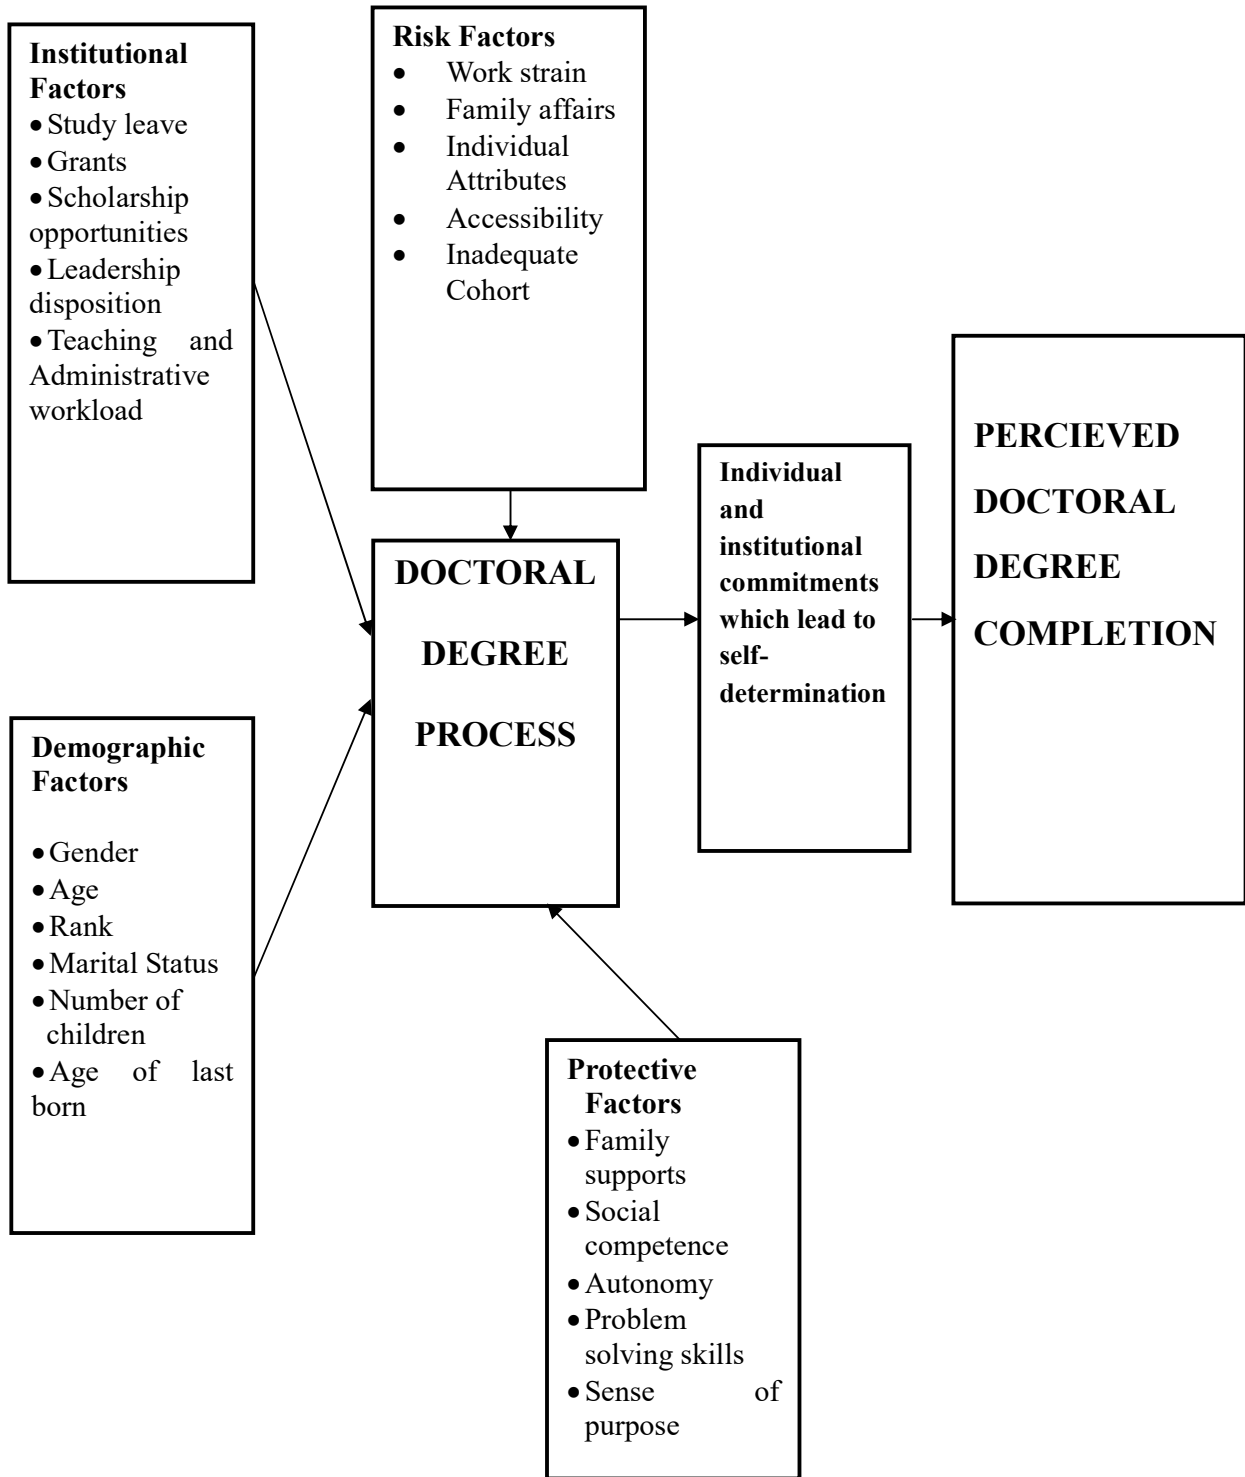 Institutional
Factors
• Study leave
• Grants
• Scholarship
opportunities
• Leadership
disposition
• Teaching and
Administrative
workload
Risk Factors
• Work strain
• Family affairs
• Individual
Attributes
• Accessibility
• Inadequate
Cohort
DOCTORAL
DEGREE
PROCESS
Individual
and
institutional
commitments
which lead to
self-
determination
PERCIEVED
DOCTORAL
DEGREE
COMPLETION
Demographic
Factors
• Gender
• Age
• Rank
• Marital Status
• Number of
children
• Age of last
born
Protective
Factors
• Family
supports
• Social
competence
• Autonomy
• Problem
solving skills
• Sense of
purpose